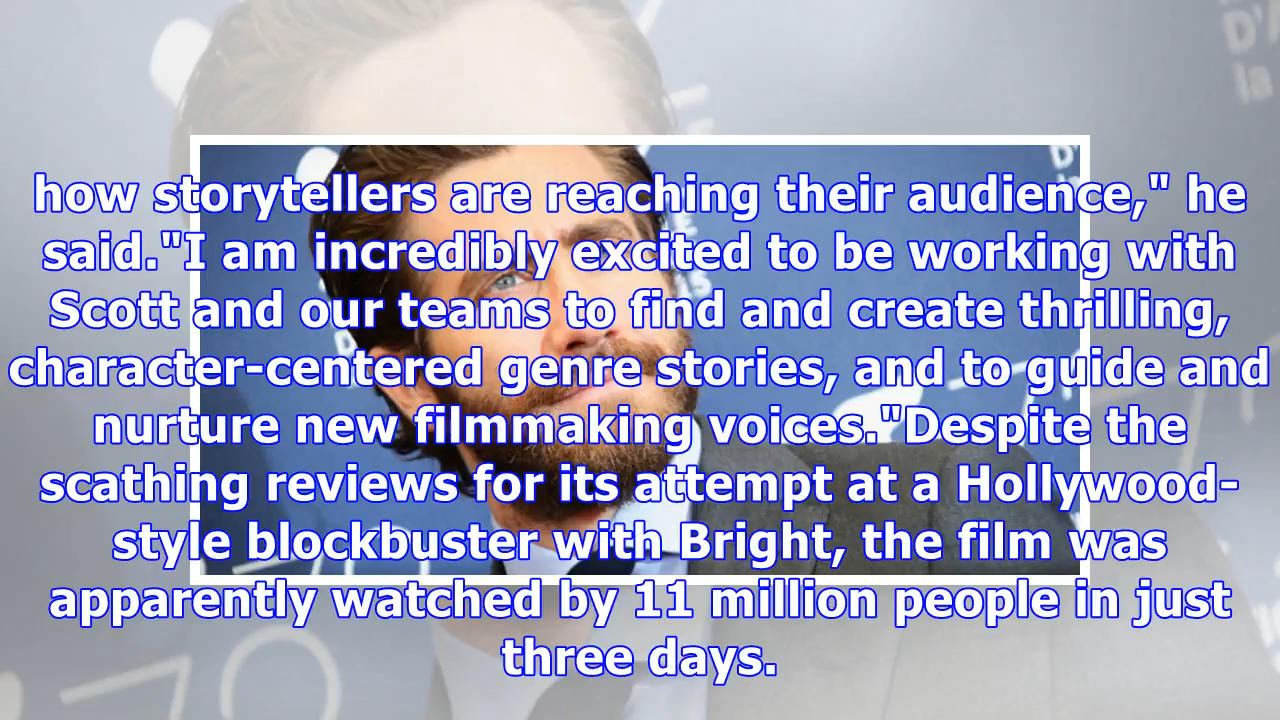 how storytellers are reaching their audience," he
said."I am incredibly excited to be working with
Scott and our teams to find and create thrilling,
character-centered genre stories, and to guide and
nurture new filmmaking voices."Despite the
scathing reviews for its attempt at a Hollywood-
style blockbuster with Bright, the film was
apparently watched by 11 million people in just
three days.